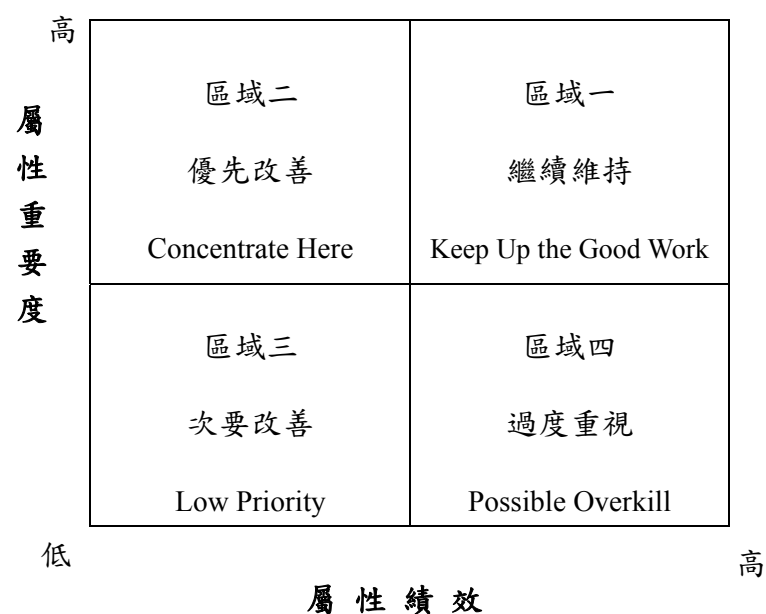 高
屬性重要度
區域二
優先改善
Concentrate Here
區域一
繼續維持
Keep Up the Good Work
區域三
次要改善
Low Priority
區域四
過度重視
Possible Overkill
低
高
屬性績效